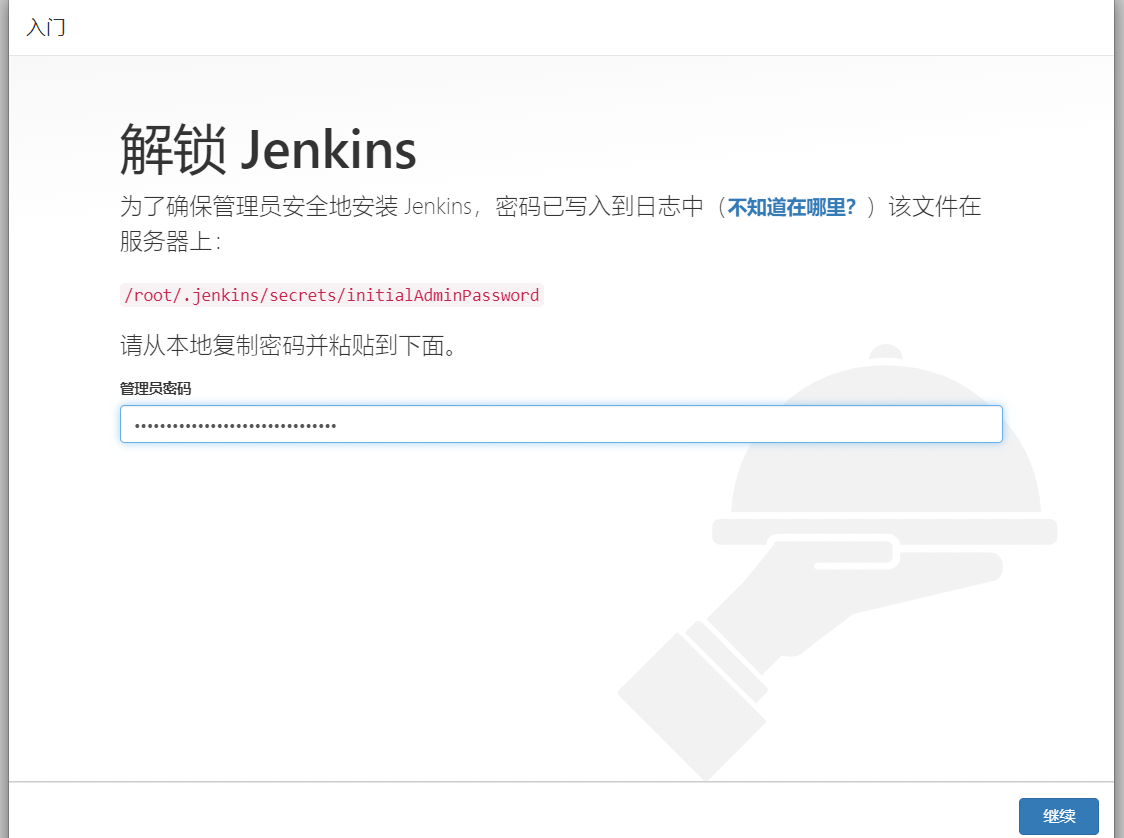 入门
解锁 Jenkins
为了确保管理员安全地安装 Jenkins，密码已写入到日志中（不知道在哪里？）该文件在
服务器上：
/root/.jenkins/secrets/initialAdminPassword
请从本地复制密码并粘贴到下面。
管理员密码
••••••••••••••••••••••••••••••••
继续